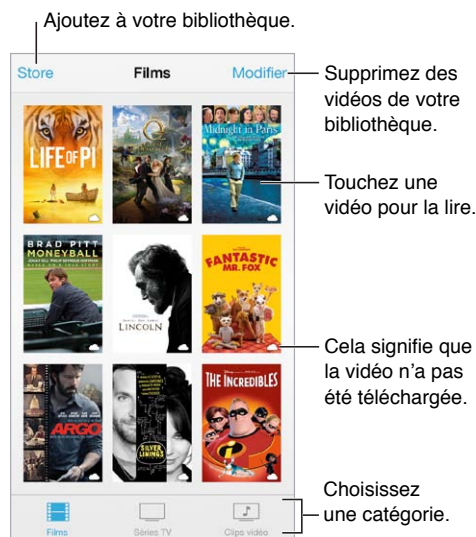 Ajoutez à votre bibliothèque.
Store
Films
Modifier
Supprimez des
vidéos de votre
bibliothèque.
LIFE OF PI
Midnight in Paris
Touchez une
vidéo pour la lire.
BRAD PITT
MONEYBALL
LINCOLN
FANTASTIC
MR. FOX
Cela signifie que
la vidéo n'a pas
été téléchargée.
ARGO
SILVER
LININGS
THE INCREDIBLES
Choisissez
une catégorie.
Films
Séries TV
Clips vidéo